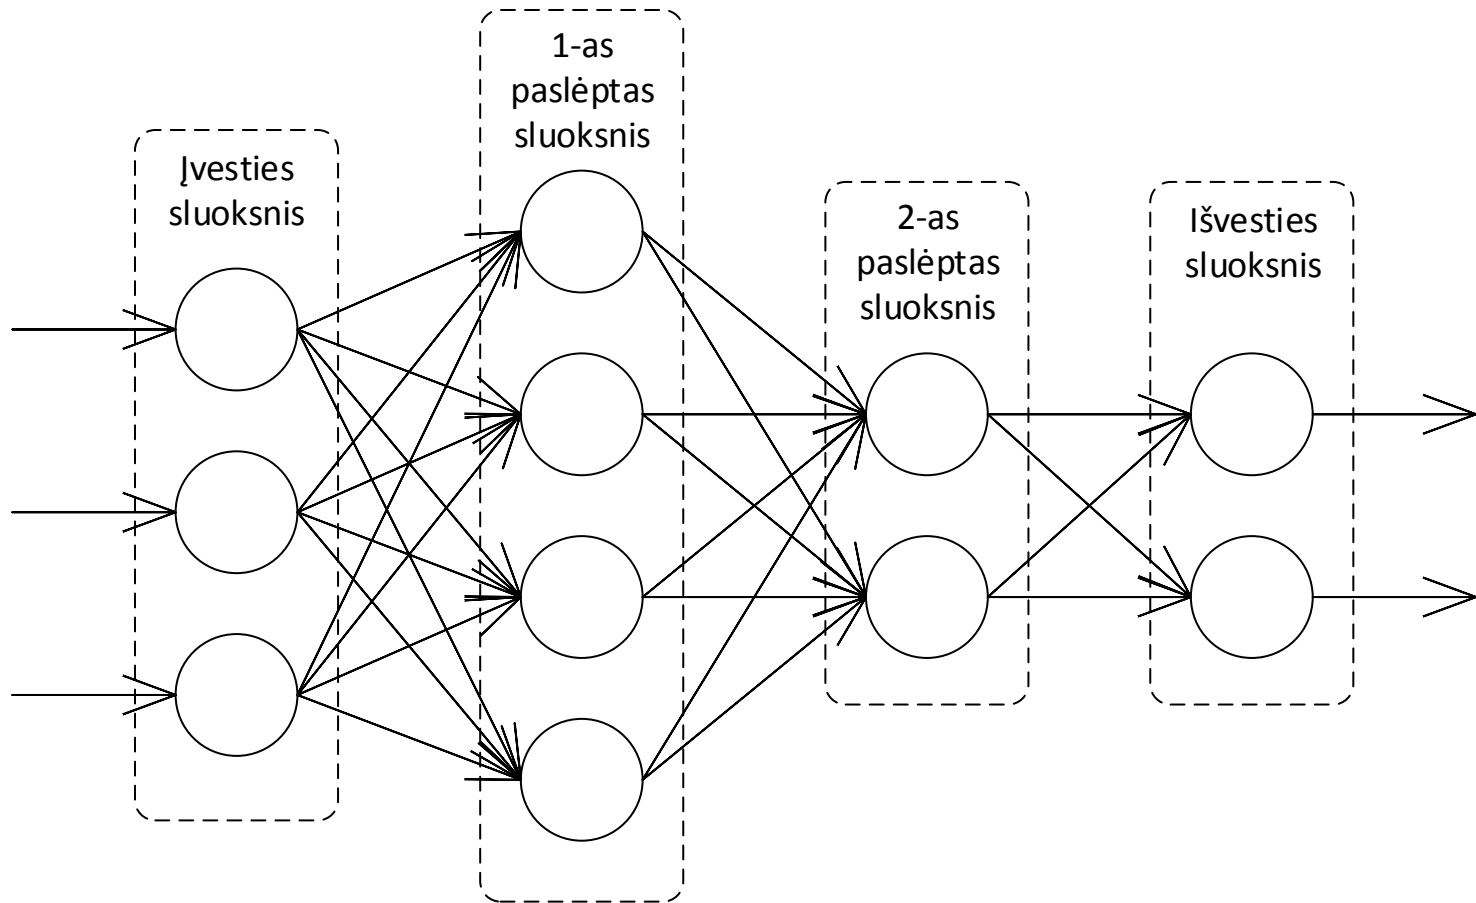 Įvesties
sluoksnis
1-as
paslėptas
sluoksnis
2-as
paslėptas
sluoksnis
Išvesties
sluoksnis